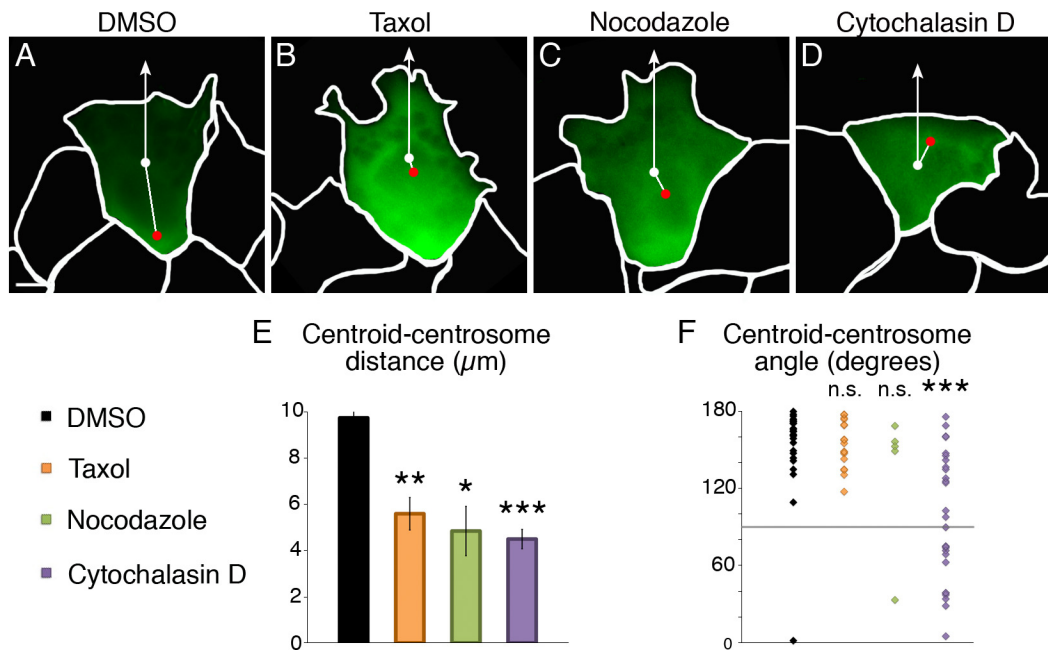 DMSO Taxol Nocodazole Cytochalasin D
A B C D
E Centroid-centrosome
distance (µm)
F Centroid-centrosome
angle (degrees)
DMSO
Taxol
Nocodazole
Cytochalasin D
10
8
6
4
2
0
** * ***
n.s. n.s. ***
180
120
60
0